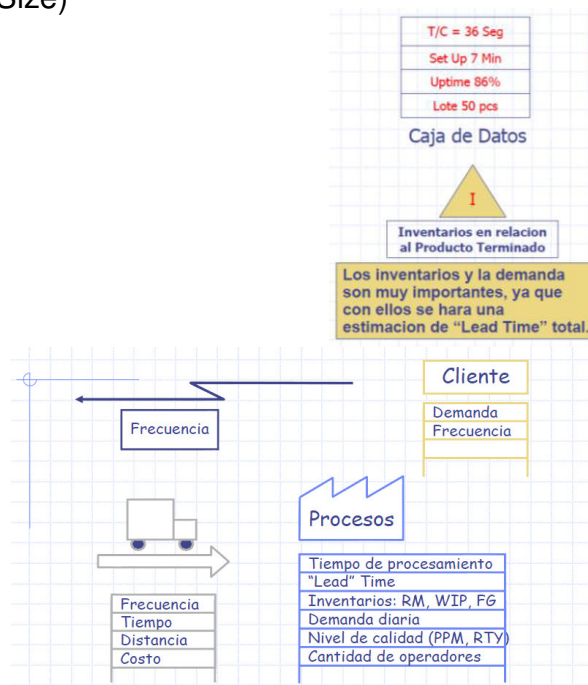 Size)
T/C = 36 Seg
Set Up 7 Min
Uptime 86%
Lote 50 pcs
Caja de Datos
I
Inventarios en relacion
al Producto Terminado
Los inventarios y la demanda
son muy importantes, ya que
con ellos se hara una
estimacion de “Lead Time” total.
Cliente
Demanda
Frecuencia
Frecuencia
Procesos
Tiempo de procesamiento
“Lead” Time
Inventarios: RM, WIP, FG
Demanda diaria
Nivel de calidad (PPM, RTY)
Cantidad de operadores
Frecuencia
Tiempo
Distancia
Costo